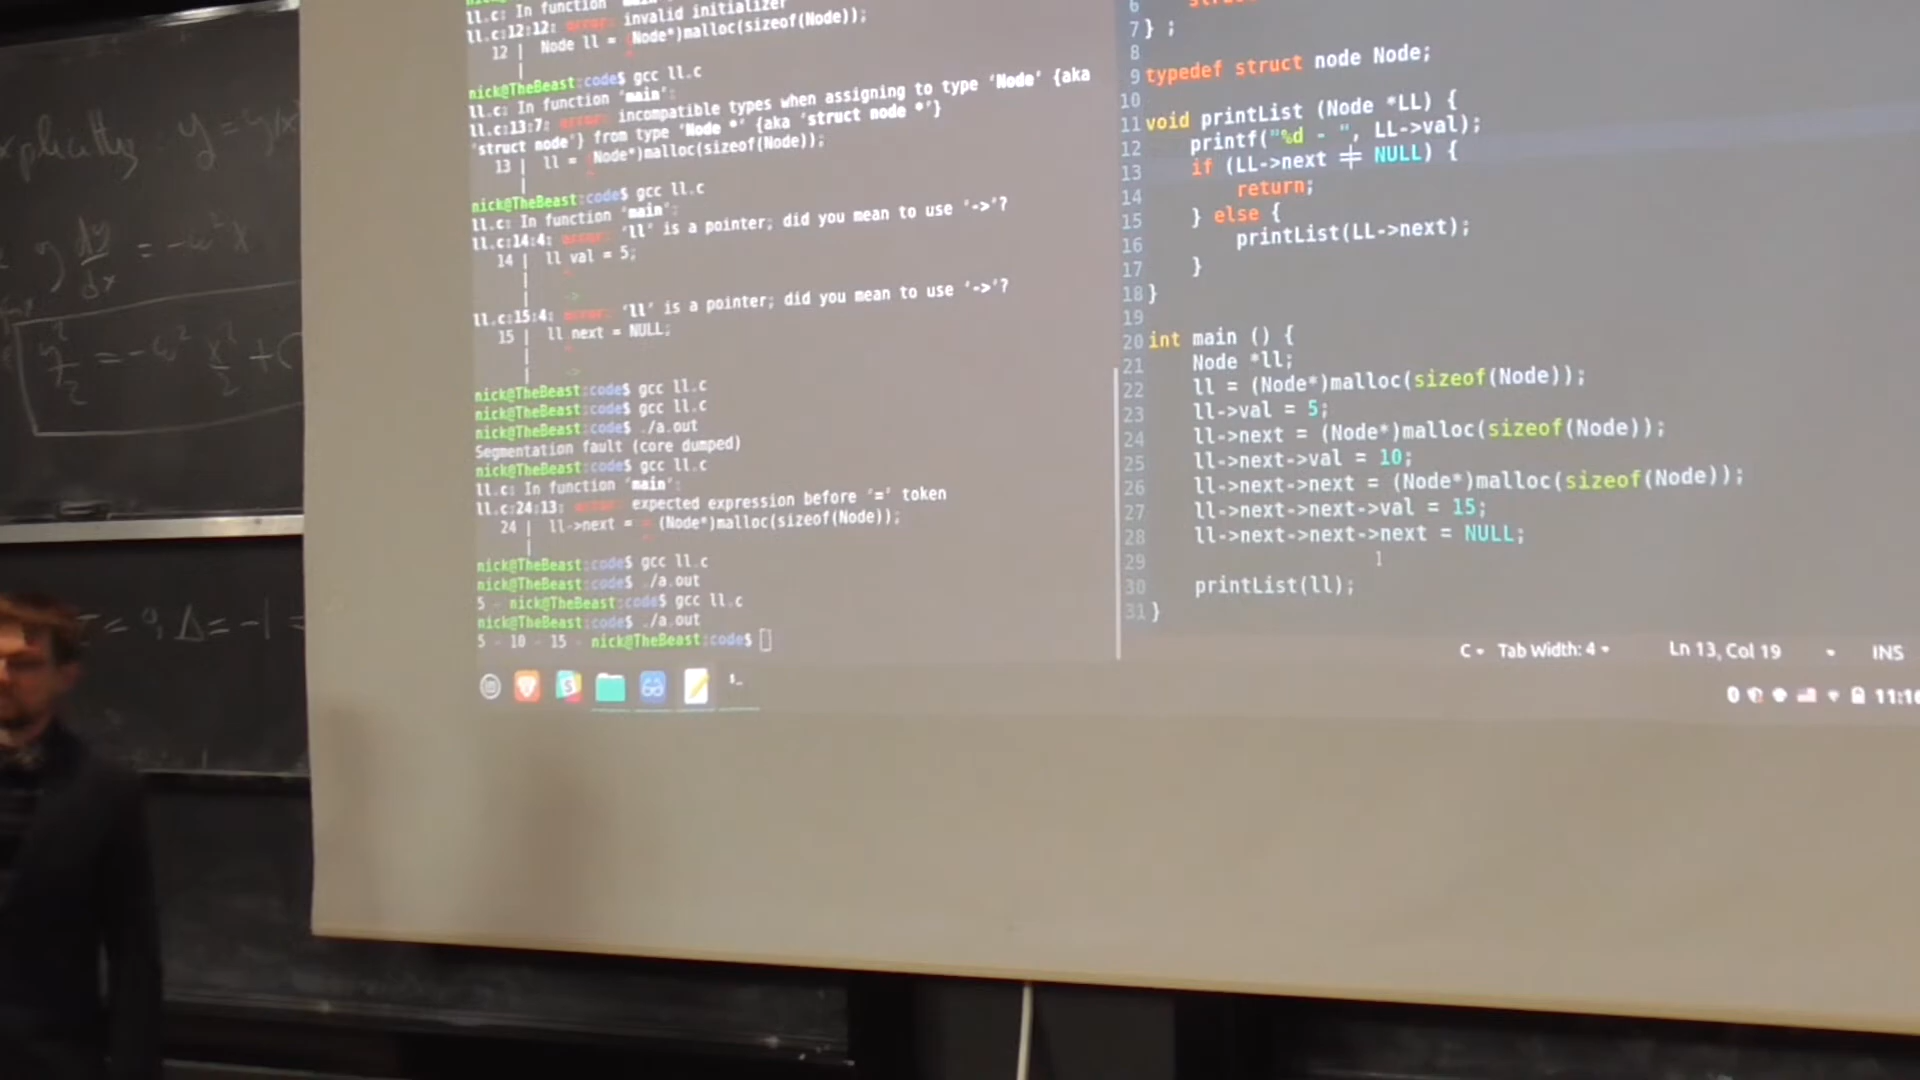 explicitly y = y(x)
y dy/dx = -ω² x
y²/2 = -ω² x²/2 + C
= 0, Δ = -1 =
ll.c: In function
ll.c:12:12: error: invalid initializer
12 | Node ll = (Node*)malloc(sizeof(Node));
|
nick@TheBeast:code$ gcc ll.c
ll.c: In function ‘main’:
ll.c:13:7: error: incompatible types when assigning to type ‘Node’ {aka
‘struct node’} from type ‘Node *’ {aka ‘struct node *’}
13 | ll = (Node*)malloc(sizeof(Node));
|
nick@TheBeast:code$ gcc ll.c
ll.c: In function ‘main’:
ll.c:14:4: error: ‘ll’ is a pointer; did you mean to use ‘->’?
14 | ll val = 5;
| ^
| ->
ll.c:15:4: error: ‘ll’ is a pointer; did you mean to use ‘->’?
15 | ll next = NULL;
| ^
| ->
nick@TheBeast:code$ gcc ll.c
nick@TheBeast:code$ gcc ll.c
nick@TheBeast:code$ ./a.out
Segmentation fault (core dumped)
nick@TheBeast:code$ gcc ll.c
ll.c: In function ‘main’:
ll.c:24:13: error: expected expression before ‘=’ token
24 | ll->next = = (Node*)malloc(sizeof(Node));
|
nick@TheBeast:code$ gcc ll.c
nick@TheBeast:code$ ./a.out
5 - nick@TheBeast:code$ gcc ll.c
nick@TheBeast:code$ ./a.out
5 - 10 - 15 - nick@TheBeast:code$
6 struct
7 } ;
8
9 typedef struct node Node;
10
11 void printList (Node *LL) {
12 printf("%d - ", LL->val);
13 if (LL->next == NULL) {
14 return;
15 } else {
16 printList(LL->next);
17 }
18 }
19
20 int main () {
21 Node *ll;
22 ll = (Node*)malloc(sizeof(Node));
23 ll->val = 5;
24 ll->next = (Node*)malloc(sizeof(Node));
25 ll->next->val = 10;
26 ll->next->next = (Node*)malloc(sizeof(Node));
27 ll->next->next->val = 15;
28 ll->next->next->next = NULL;
29
30 printList(ll);
31 }
C Tab Width: 4 Ln 13, Col 19 INS